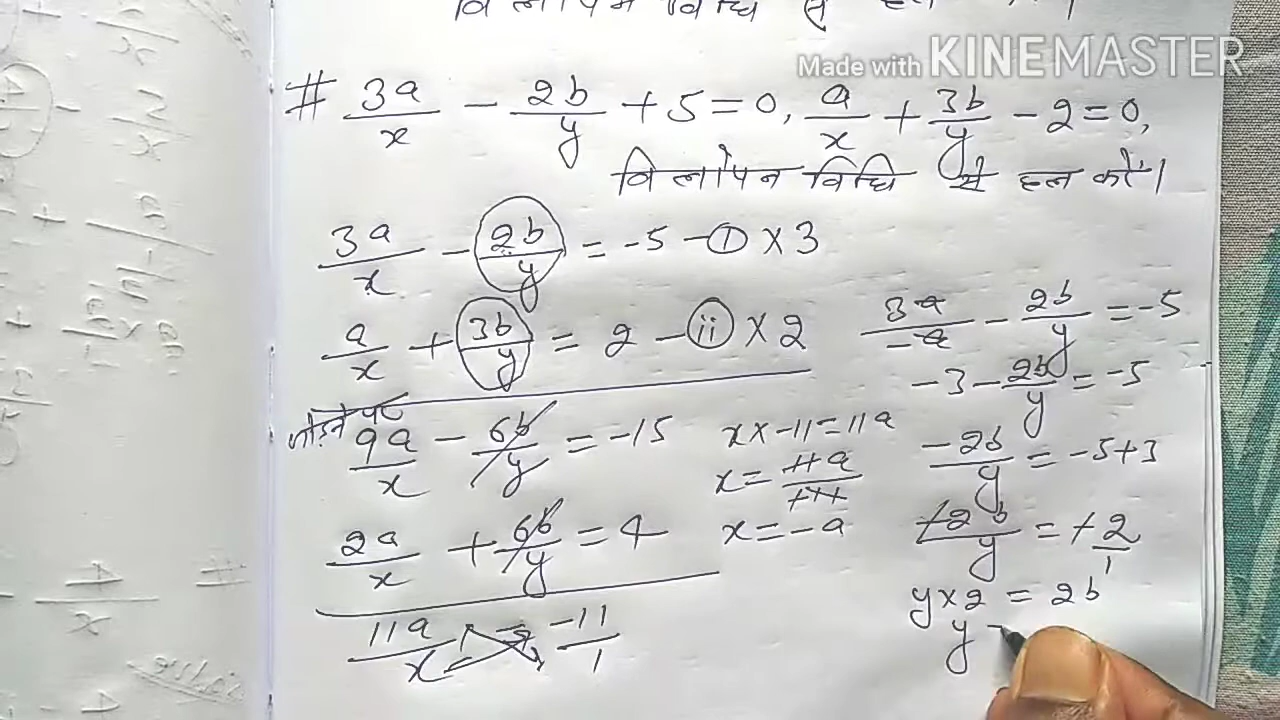 विलोपन विधि से
Made with KINEMASTER
# 3a/x - 2b/y + 5 = 0, a/x + 3b/y - 2 = 0,
विलोपन विधि से हल करें।
3a/x - 2b/y = -5 - ① × 3
a/x + 3b/y = 2 - ⓘⓘ × 2
जोड़ने पर
9a/x - 6b/y = -15
2a/x + 6b/y = 4
11a/x = -11/1
x × -11 = 11a
x = 11a/-11
x = -a
3a/-a - 2b/y = -5
-3 - 2b/y = -5
-2b/y = -5+3
-2b/y = -2/1
y×2 = 2b
y =